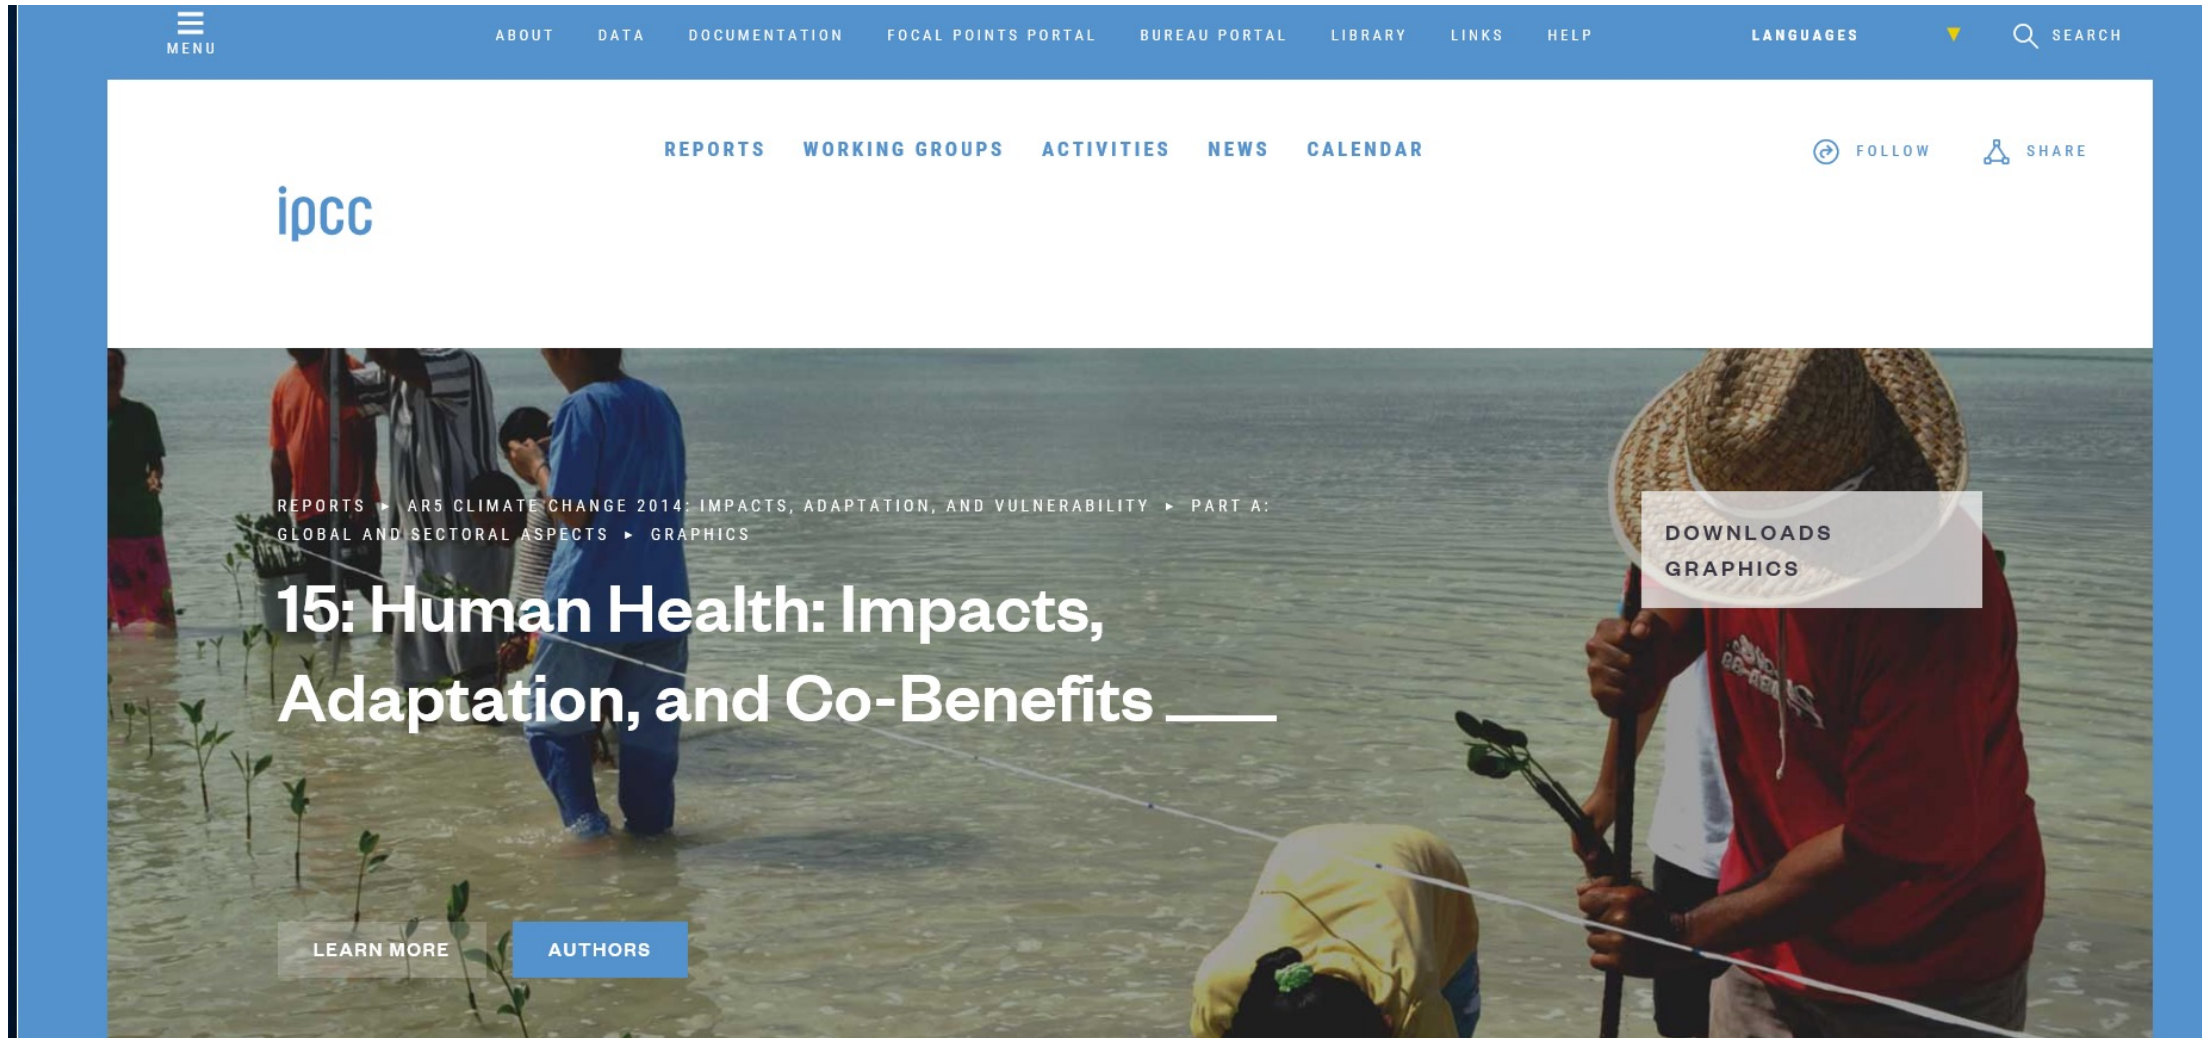 MENU
ABOUT DATA DOCUMENTATION FOCAL POINTS PORTAL BUREAU PORTAL LIBRARY LINKS HELP LANGUAGES SEARCH
REPORTS WORKING GROUPS ACTIVITIES NEWS CALENDAR
FOLLOW SHARE
ipcc
REPORTS ▸ AR5 CLIMATE CHANGE 2014: IMPACTS, ADAPTATION, AND VULNERABILITY ▸ PART A:
GLOBAL AND SECTORAL ASPECTS ▸ GRAPHICS
15: Human Health: Impacts,
Adaptation, and Co-Benefits
DOWNLOADS
GRAPHICS
LEARN MORE AUTHORS